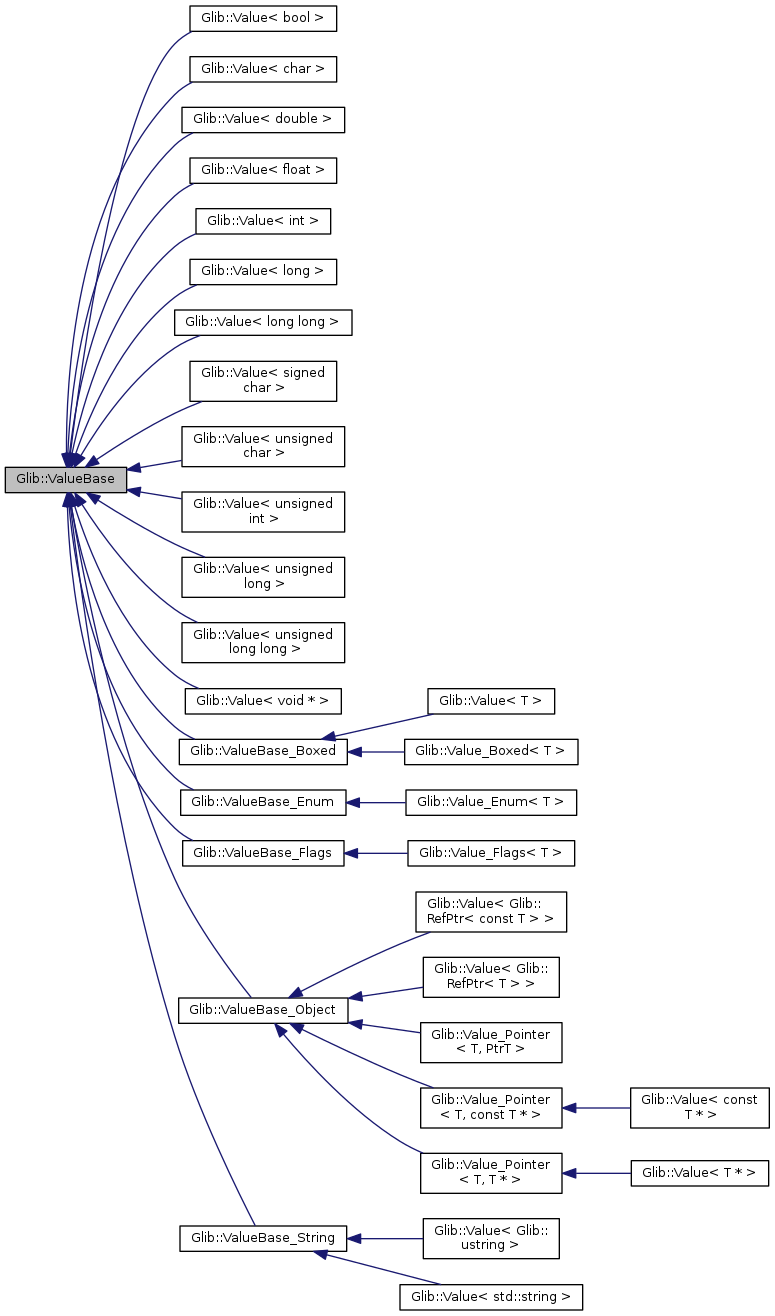 Glib::Value< bool >
Glib::Value< char >
Glib::Value< double >
Glib::Value< float >
Glib::Value< int >
Glib::Value< long >
Glib::Value< long long >
Glib::Value< signed
char >
Glib::Value< unsigned
char >
Glib::ValueBase
Glib::Value< unsigned
int >
Glib::Value< unsigned
long >
Glib::Value< unsigned
long long >
Glib::Value< void * >
Glib::Value< T >
Glib::ValueBase_Boxed
Glib::Value_Boxed< T >
Glib::ValueBase_Enum
Glib::Value_Enum< T >
Glib::ValueBase_Flags
Glib::Value_Flags< T >
Glib::Value< Glib::
RefPtr< const T > >
Glib::Value< Glib::
RefPtr< T > >
Glib::ValueBase_Object
Glib::Value_Pointer
< T, PtrT >
Glib::Value_Pointer
< T, const T * >
Glib::Value< const
T * >
Glib::Value_Pointer
< T, T * >
Glib::Value< T * >
Glib::ValueBase_String
Glib::Value< Glib::
ustring >
Glib::Value< std::string >